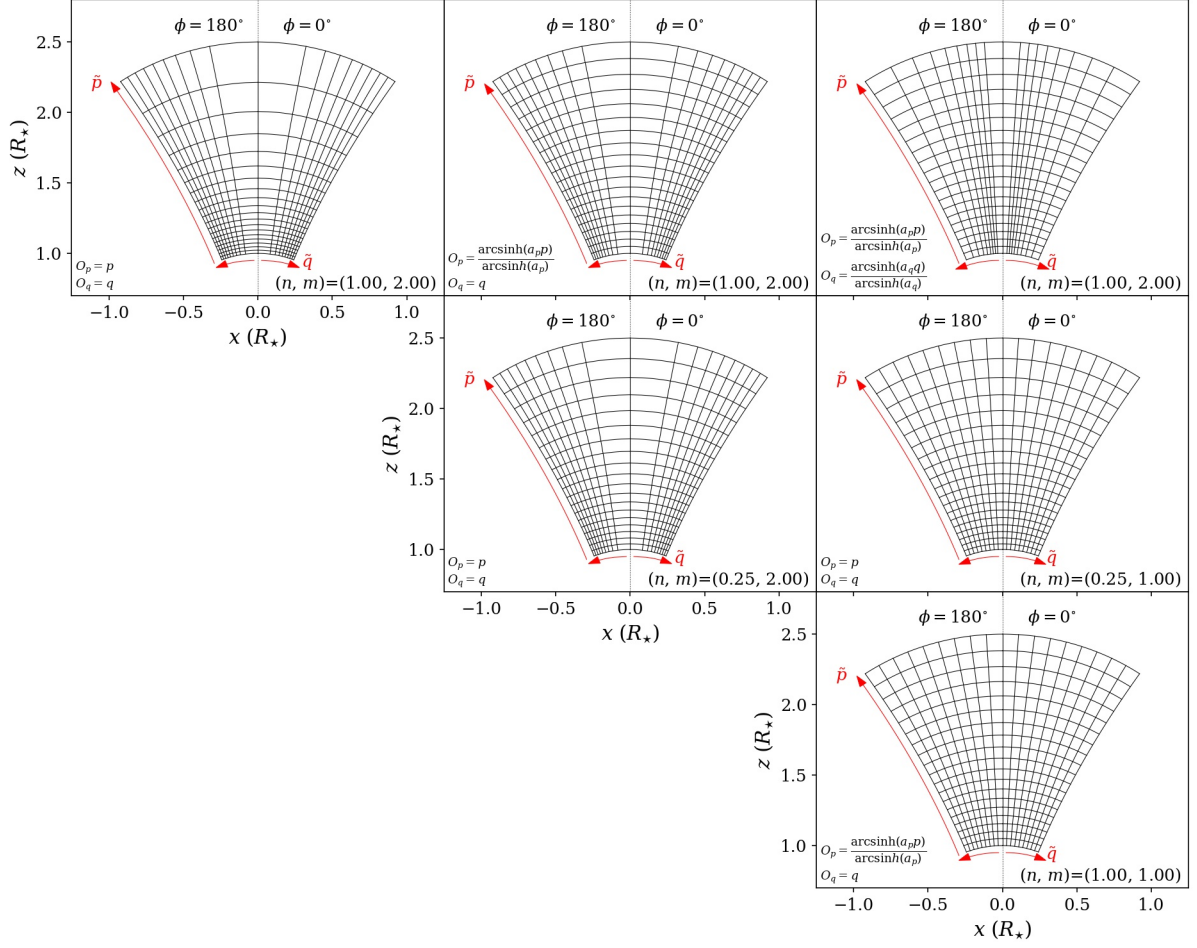 ϕ = 180° ϕ = 0° ϕ = 180° ϕ = 0° ϕ = 180° ϕ = 0°
2.5
p̃ p̃ p̃
2.0
z (R⋆)
1.5
1.0
q̃ q̃ q̃
O_p = p
O_q = q
(n, m)=(1.00, 2.00)
O_p = arcsinh(a_p p) / arcsinh(a_p)
O_q = q
(n, m)=(1.00, 2.00)
O_p = arcsinh(a_p p) / arcsinh(a_p)
O_q = arcsinh(a_q q) / arcsinh(a_q)
(n, m)=(1.00, 2.00)
−1.0 −0.5 0.0 0.5 1.0
x (R⋆)
ϕ = 180° ϕ = 0° ϕ = 180° ϕ = 0°
2.5
p̃ p̃
2.0
z (R⋆)
1.5
1.0
q̃ q̃
O_p = p
O_q = q
(n, m)=(0.25, 2.00)
O_p = p
O_q = q
(n, m)=(0.25, 1.00)
−1.0 −0.5 0.0 0.5 1.0
x (R⋆)
ϕ = 180° ϕ = 0°
2.5
p̃
2.0
z (R⋆)
1.5
1.0
q̃
O_p = arcsinh(a_p p) / arcsinh(a_p)
O_q = q
(n, m)=(1.00, 1.00)
−1.0 −0.5 0.0 0.5 1.0
x (R⋆)